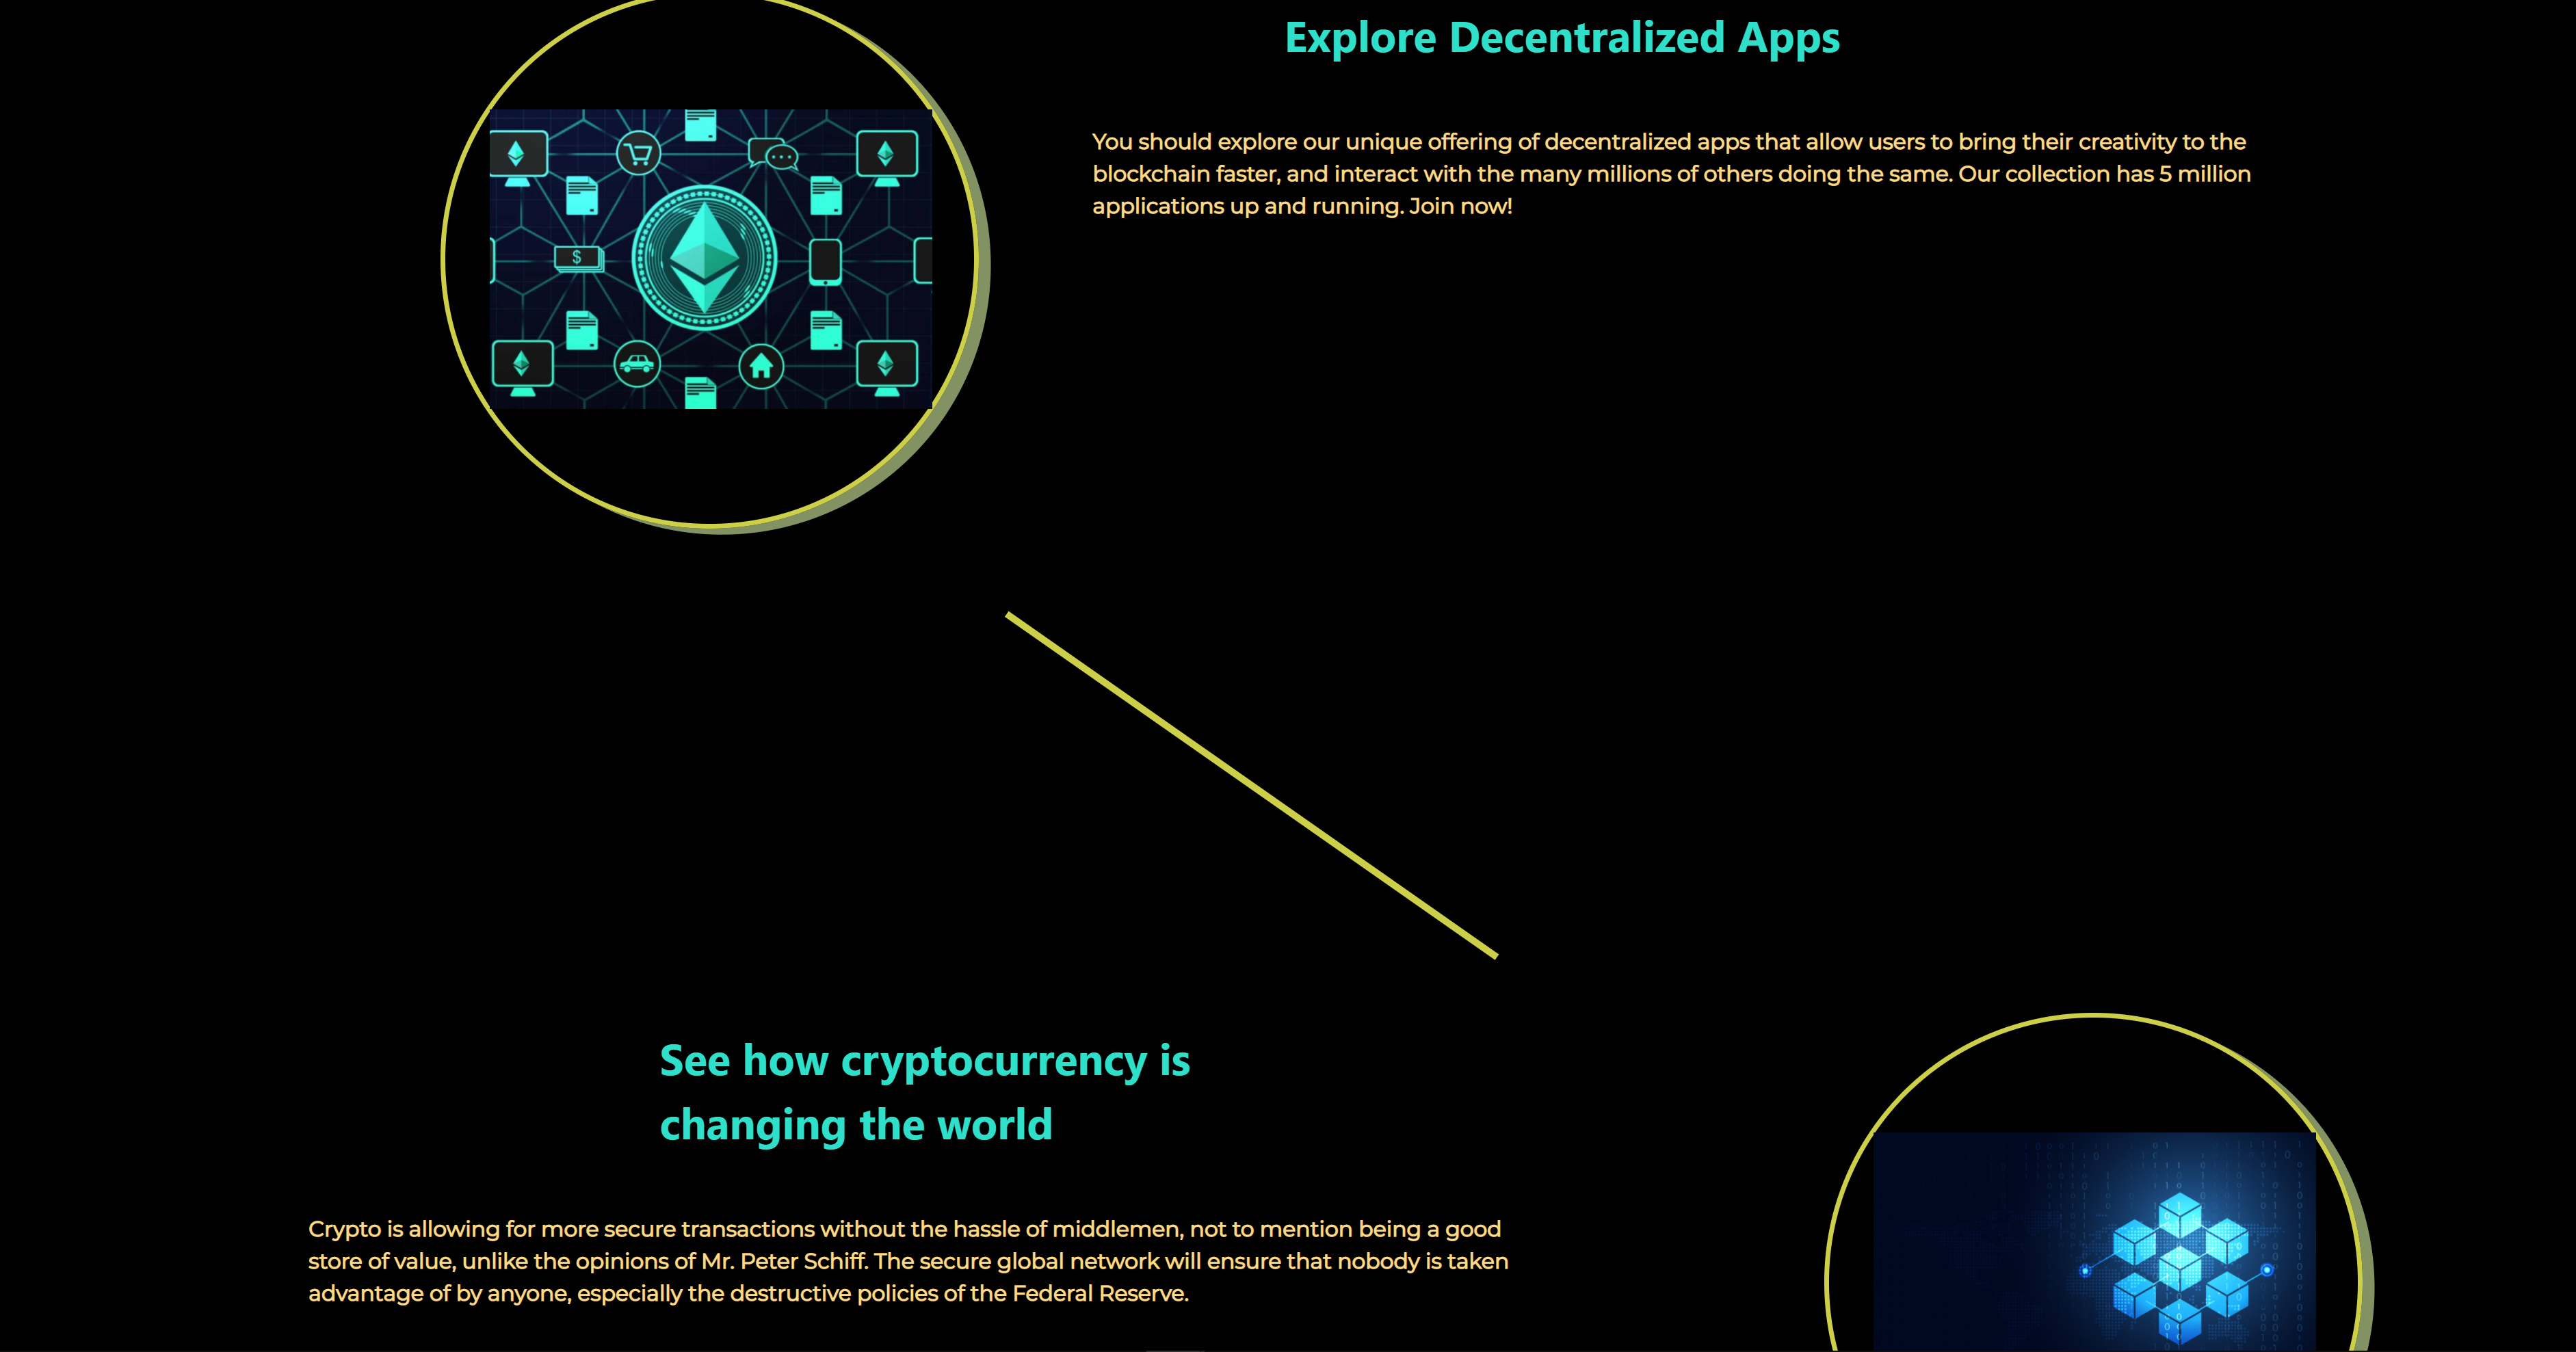 Explore Decentralized Apps
You should explore our unique offering of decentralized apps that allow users to bring their creativity to the
blockchain faster, and interact with the many millions of others doing the same. Our collection has 5 million
applications up and running. Join now!
$
See how cryptocurrency is
changing the world
Crypto is allowing for more secure transactions without the hassle of middlemen, not to mention being a good
store of value, unlike the opinions of Mr. Peter Schiff. The secure global network will ensure that nobody is taken
advantage of by anyone, especially the destructive policies of the Federal Reserve.